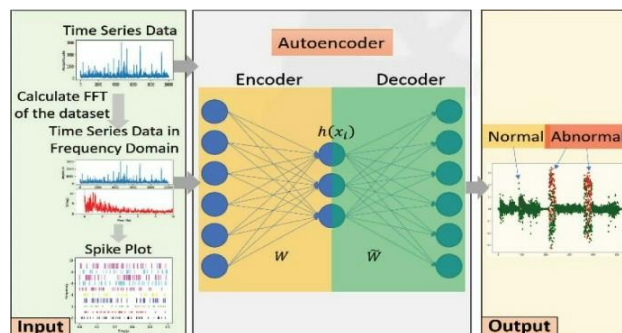 Time Series Data
Calculate FFT
of the dataset
Time Series Data in
Frequency Domain
Spike Plot
Input
Autoencoder
Encoder
Decoder
h(x_i)
W
W̃
Normal
Abnormal
Output